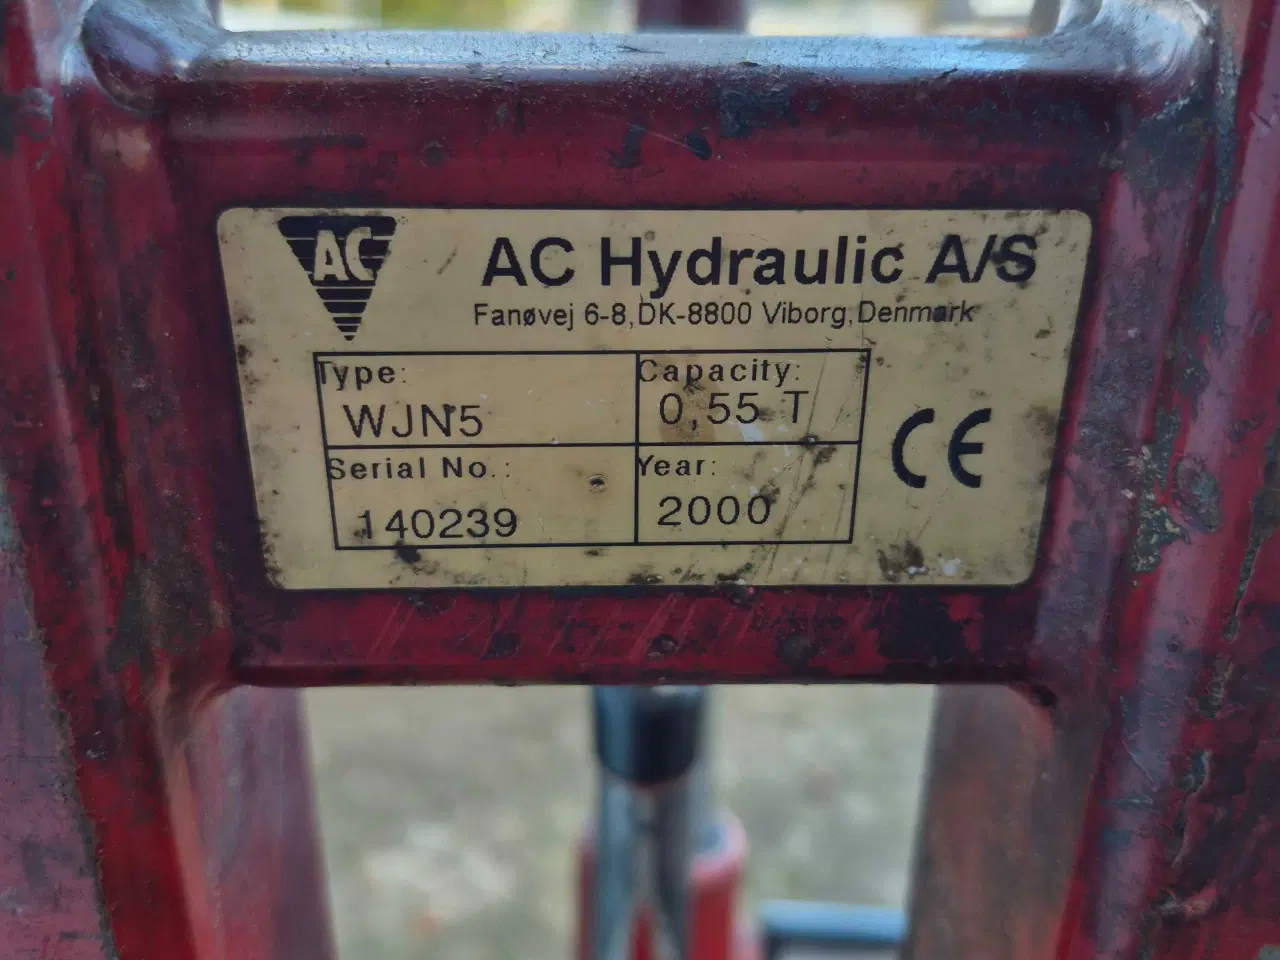 AC
AC Hydraulic A/S
Fanøvej 6-8, DK-8800 Viborg, Denmark
Type:
WJN5
Capacity:
0,55 T
Serial No.:
140239
Year:
2000
CE